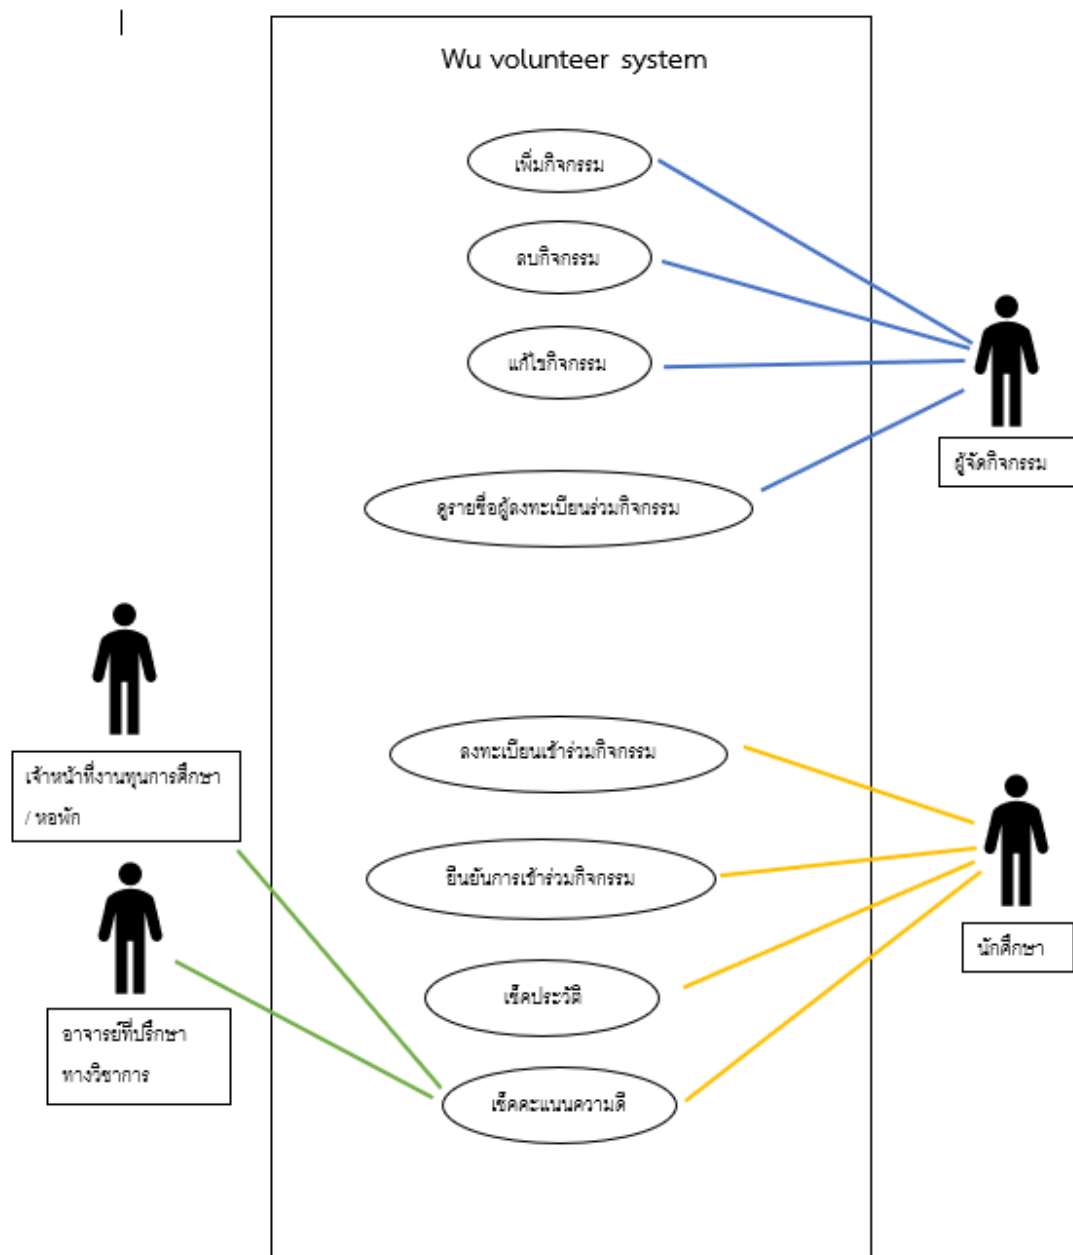 Wu volunteer system
เพิ่มกิจกรรม
ลบกิจกรรม
แก้ไขกิจกรรม
ผู้จัดกิจกรรม
ดูรายชื่อผู้ลงทะเบียนร่วมกิจกรรม
ลงทะเบียนเข้าร่วมกิจกรรม
เจ้าหน้าที่งานทุนการศึกษา
/ หอพัก
ยืนยันการเข้าร่วมกิจกรรม
นักศึกษา
เช็คประวัติ
อาจารย์ที่ปรึกษา
ทางวิชาการ
เช็คคะแนนความดี